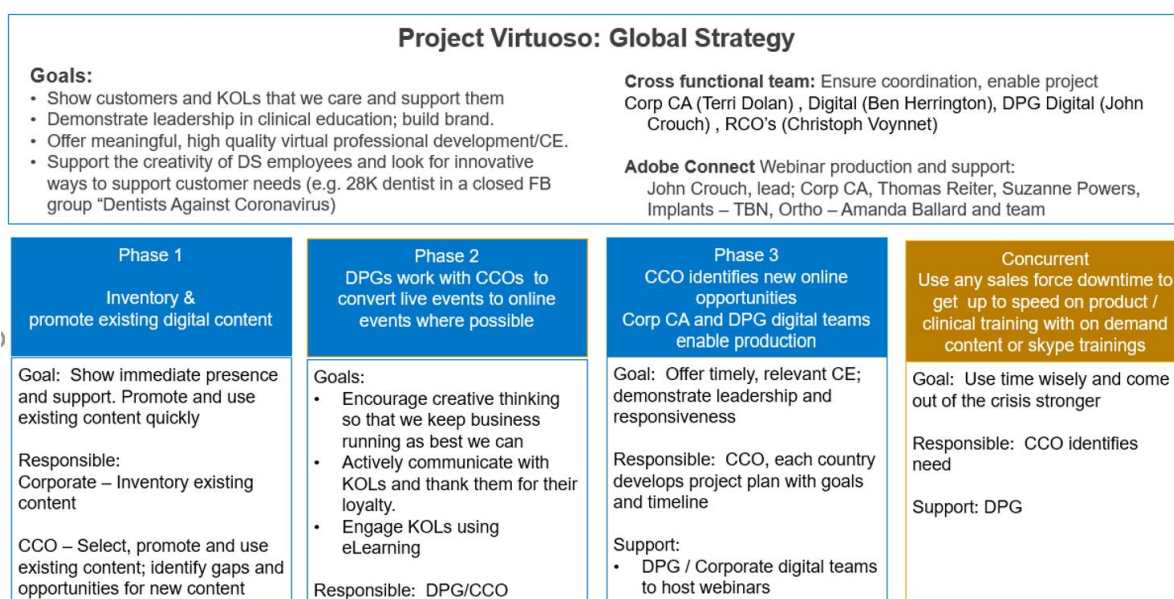 Project Virtuoso: Global Strategy
Goals:
• Show customers and KOLs that we care and support them
• Demonstrate leadership in clinical education; build brand.
• Offer meaningful, high quality virtual professional development/CE.
• Support the creativity of DS employees and look for innovative
ways to support customer needs (e.g. 28K dentist in a closed FB
group “Dentists Against Coronavirus)
Cross functional team: Ensure coordination, enable project
Corp CA (Terri Dolan) , Digital (Ben Herrington), DPG Digital (John
Crouch) , RCO’s (Christoph Voynnet)
Adobe Connect Webinar production and support:
John Crouch, lead; Corp CA, Thomas Reiter, Suzanne Powers,
Implants – TBN, Ortho – Amanda Ballard and team
Phase 1
Inventory &
promote existing digital content
Goal: Show immediate presence
and support. Promote and use
existing content quickly
Responsible:
Corporate – Inventory existing
content
CCO – Select, promote and use
existing content; identify gaps and
opportunities for new content
Phase 2
DPGs work with CCOs to
convert live events to online
events where possible
Goals:
• Encourage creative thinking
so that we keep business
running as best we can
• Actively communicate with
KOLs and thank them for their
loyalty.
• Engage KOLs using
eLearning
Responsible: DPG/CCO
Phase 3
CCO identifies new online
opportunities
Corp CA and DPG digital teams
enable production
Goal: Offer timely, relevant CE;
demonstrate leadership and
responsiveness
Responsible: CCO, each country
develops project plan with goals
and timeline
Support:
• DPG / Corporate digital teams
to host webinars
Concurrent
Use any sales force downtime to
get up to speed on product /
clinical training with on demand
content or skype trainings
Goal: Use time wisely and come
out of the crisis stronger
Responsible: CCO identifies
need
Support: DPG